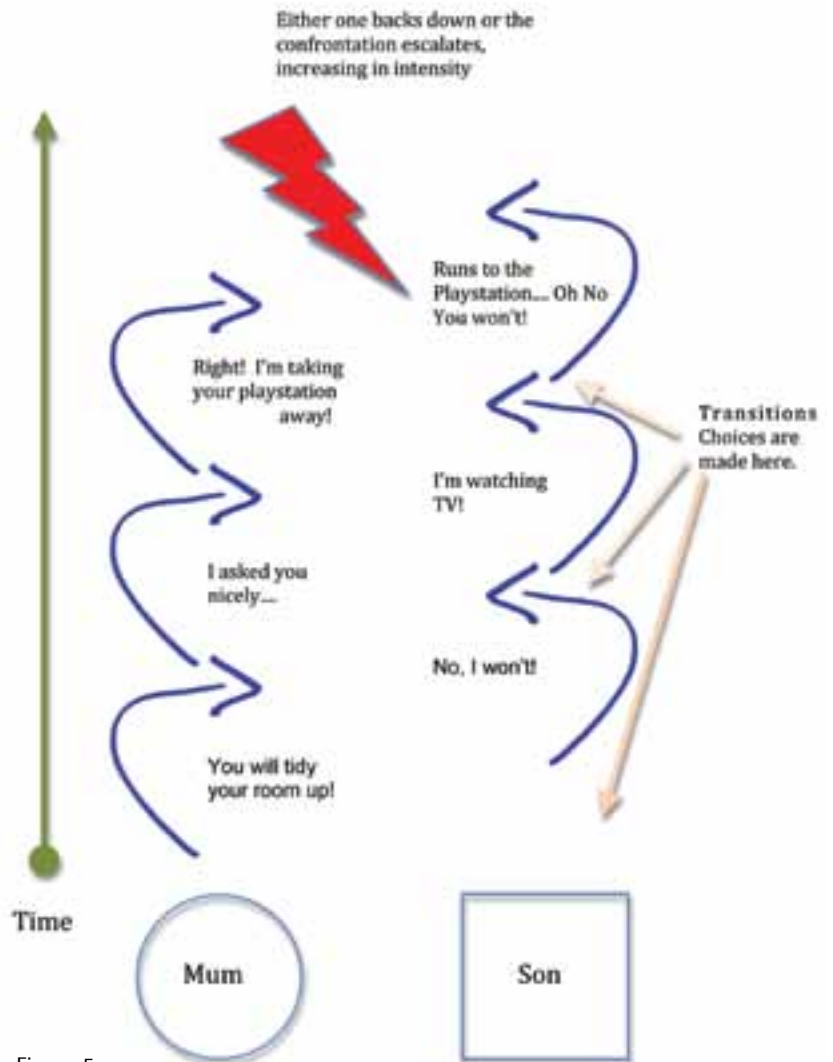 Either one backs down or the
confrontation escalates,
increasing in intensity
Runs to the
Playstation.... Oh No
You won't!
Right! I'm taking
your playstation
away!
Transitions
Choices are
made here.
I'm watching
TV!
I asked you
nicely....
No, I won't!
You will tidy
your room up!
Time
Mum
Son